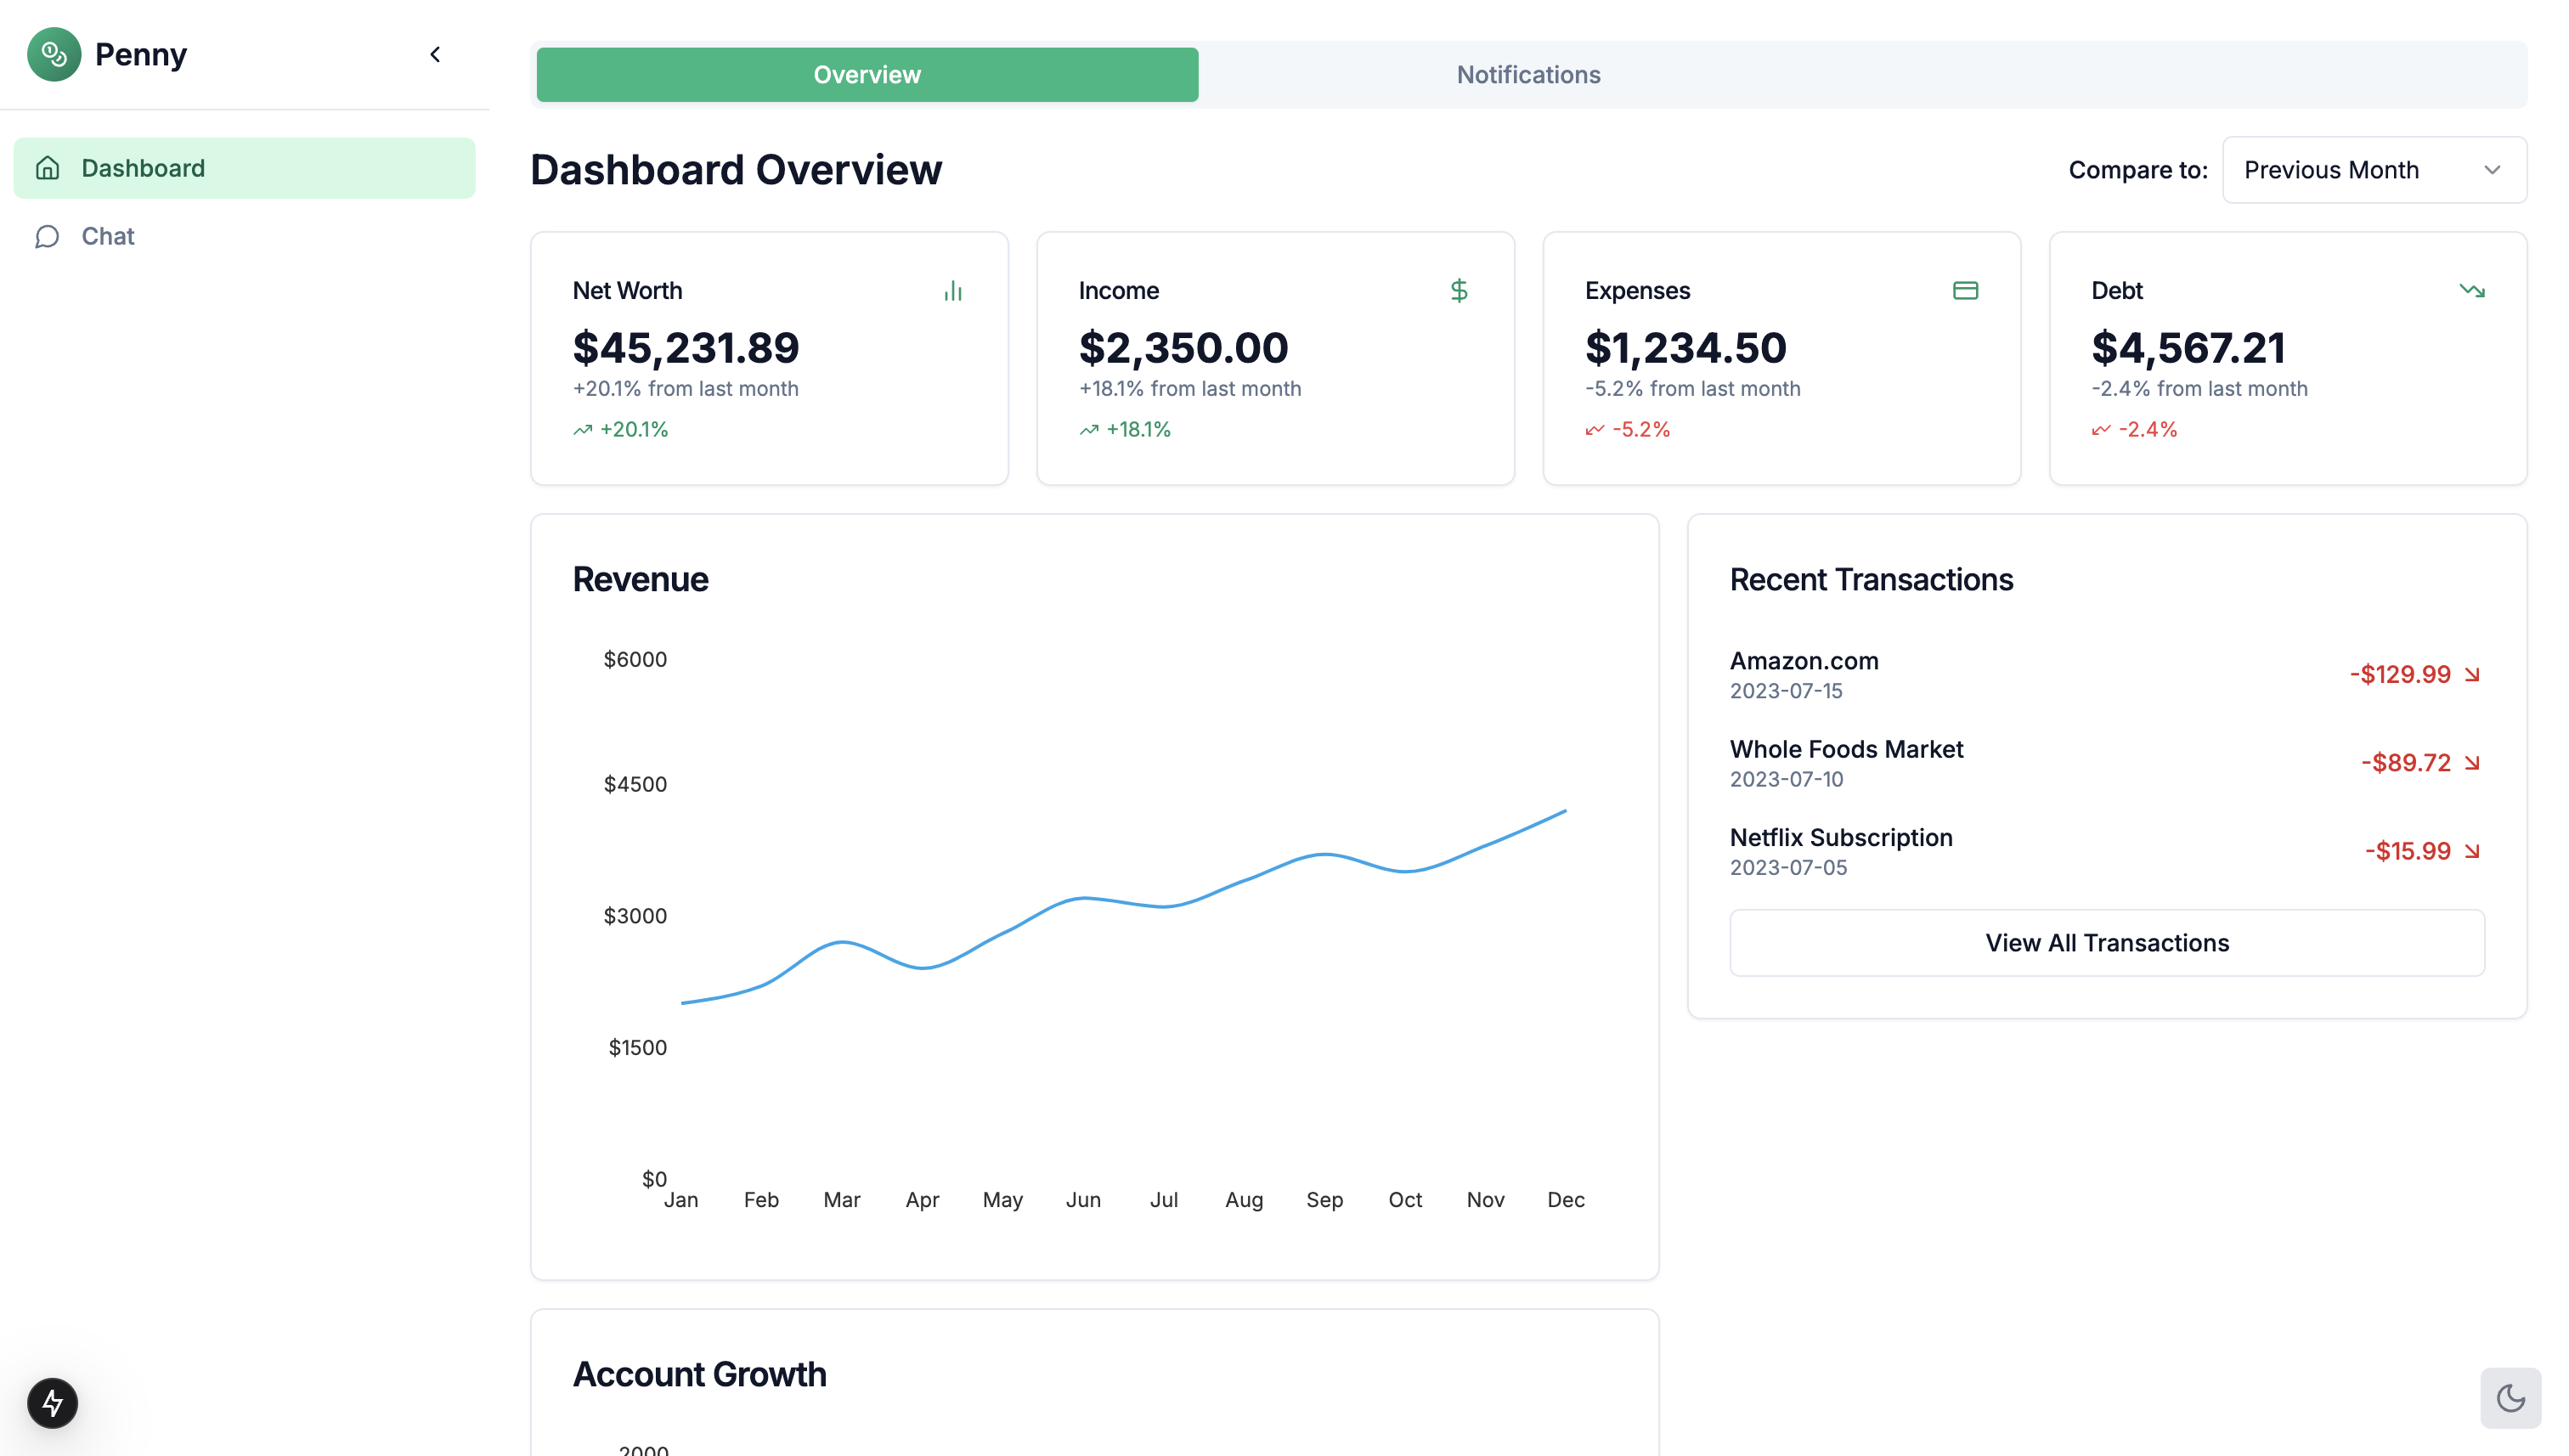 Penny
Dashboard
Chat
Overview
Notifications
Dashboard Overview
Compare to:
Previous Month
Net Worth
$45,231.89
+20.1% from last month
+20.1%
Income
$2,350.00
+18.1% from last month
+18.1%
Expenses
$1,234.50
-5.2% from last month
-5.2%
Debt
$4,567.21
-2.4% from last month
-2.4%
Revenue
$6000
$4500
$3000
$1500
$0
Jan Feb Mar Apr May Jun Jul Aug Sep Oct Nov Dec
Recent Transactions
Amazon.com
2023-07-15
-$129.99
Whole Foods Market
2023-07-10
-$89.72
Netflix Subscription
2023-07-05
-$15.99
View All Transactions
Account Growth
2000